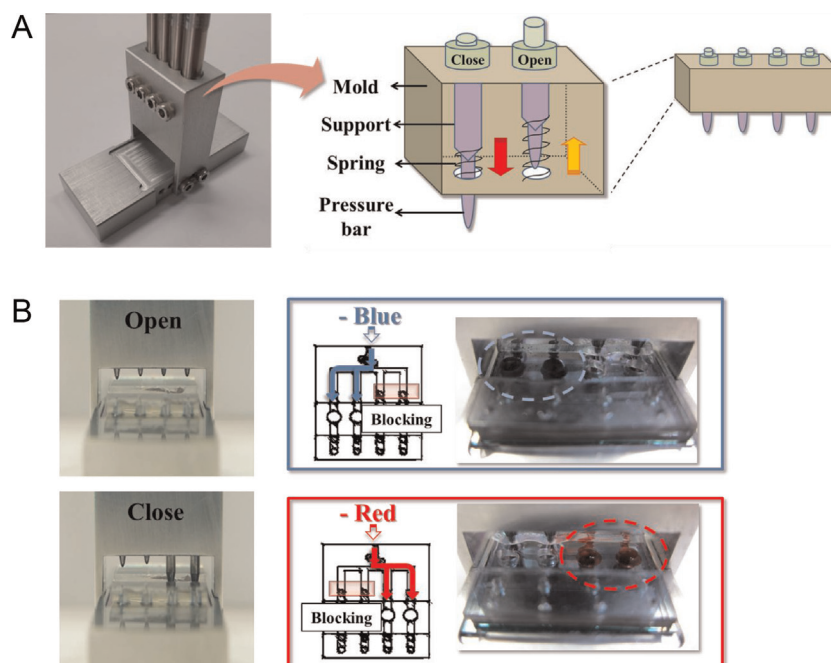 A
Close
Open
Mold
Support
Spring
Pressure
bar
B
Open
- Blue
Blocking
Close
- Red
Blocking